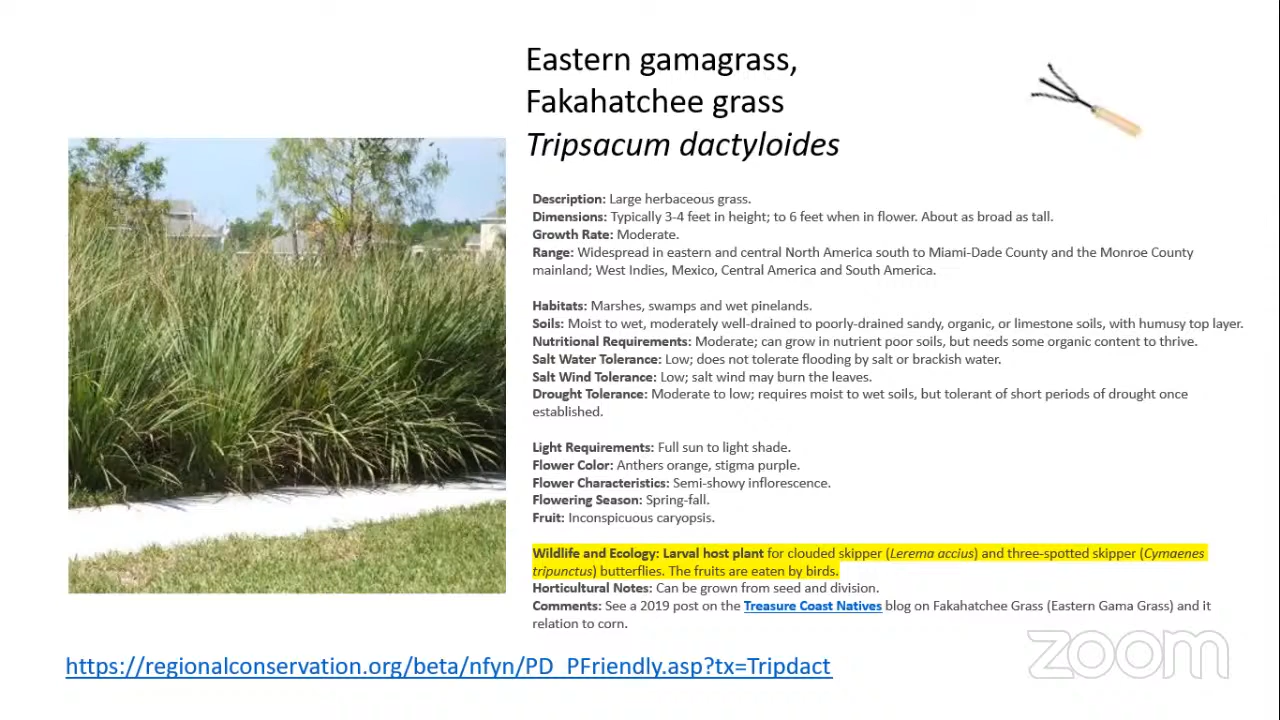 Eastern gamagrass,
Fakahatchee grass
Tripsacum dactyloides
Description: Large herbaceous grass.
Dimensions: Typically 3-4 feet in height; to 6 feet when in flower. About as broad as tall.
Growth Rate: Moderate.
Range: Widespread in eastern and central North America south to Miami-Dade County and the Monroe County
mainland; West Indies, Mexico, Central America and South America.
Habitats: Marshes, swamps and wet pinelands.
Soils: Moist to wet, moderately well-drained to poorly-drained sandy, organic, or limestone soils, with humusy top layer.
Nutritional Requirements: Moderate; can grow in nutrient poor soils, but needs some organic content to thrive.
Salt Water Tolerance: Low; does not tolerate flooding by salt or brackish water.
Salt Wind Tolerance: Low; salt wind may burn the leaves.
Drought Tolerance: Moderate to low; requires moist to wet soils, but tolerant of short periods of drought once
established.
Light Requirements: Full sun to light shade.
Flower Color: Anthers orange, stigma purple.
Flower Characteristics: Semi-showy inflorescence.
Flowering Season: Spring-fall.
Fruit: Inconspicuous caryopsis.
Wildlife and Ecology: Larval host plant for clouded skipper (Lerema accius) and three-spotted skipper (Cymaenes
tripunctus) butterflies. The fruits are eaten by birds.
Horticultural Notes: Can be grown from seed and division.
Comments: See a 2019 post on the Treasure Coast Natives blog on Fakahatchee Grass (Eastern Gama Grass) and it
relation to corn.
https://regionalconservation.org/beta/nfyn/PD_PFriendly.asp?tx=Tripdact
zoom